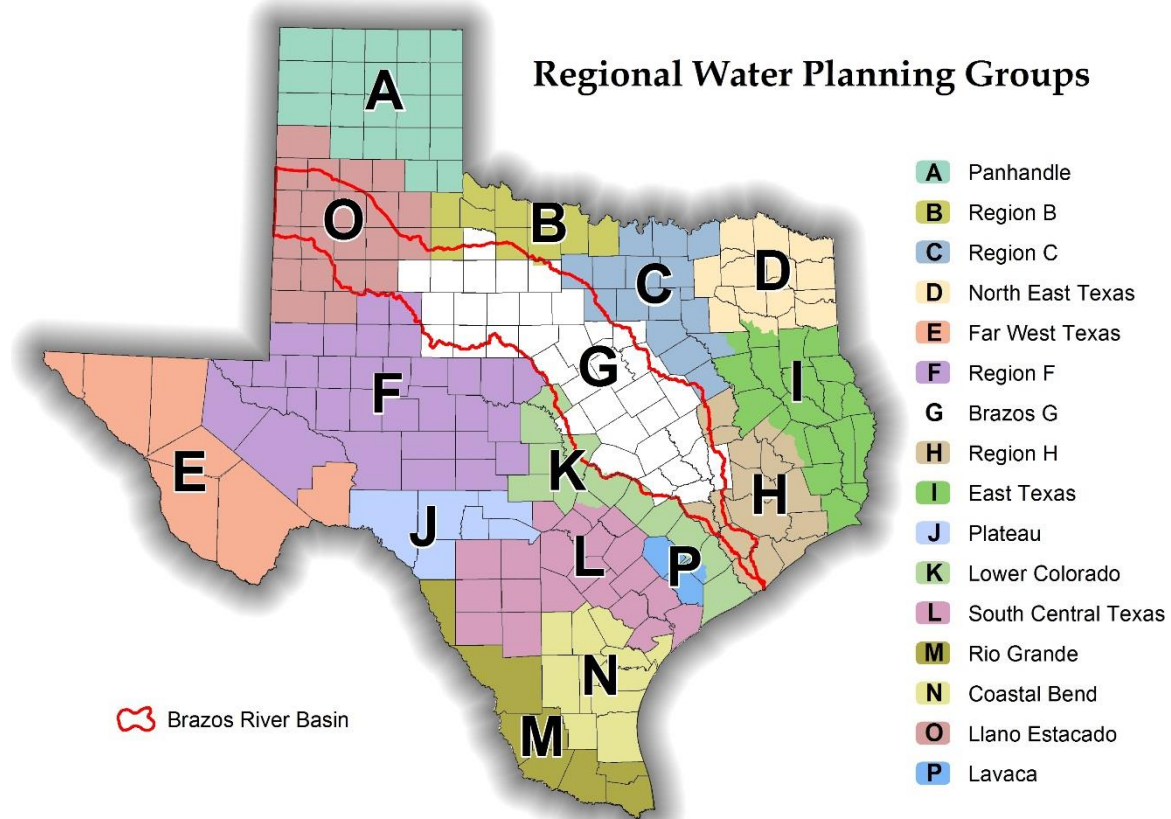 Regional Water Planning Groups
A
O
B
C
D
E
F
G
H
I
J
K
L
M
N
P
A Panhandle
B Region B
C Region C
D North East Texas
E Far West Texas
F Region F
G Brazos G
H Region H
I East Texas
J Plateau
K Lower Colorado
L South Central Texas
M Rio Grande
N Coastal Bend
O Llano Estacado
P Lavaca
Brazos River Basin